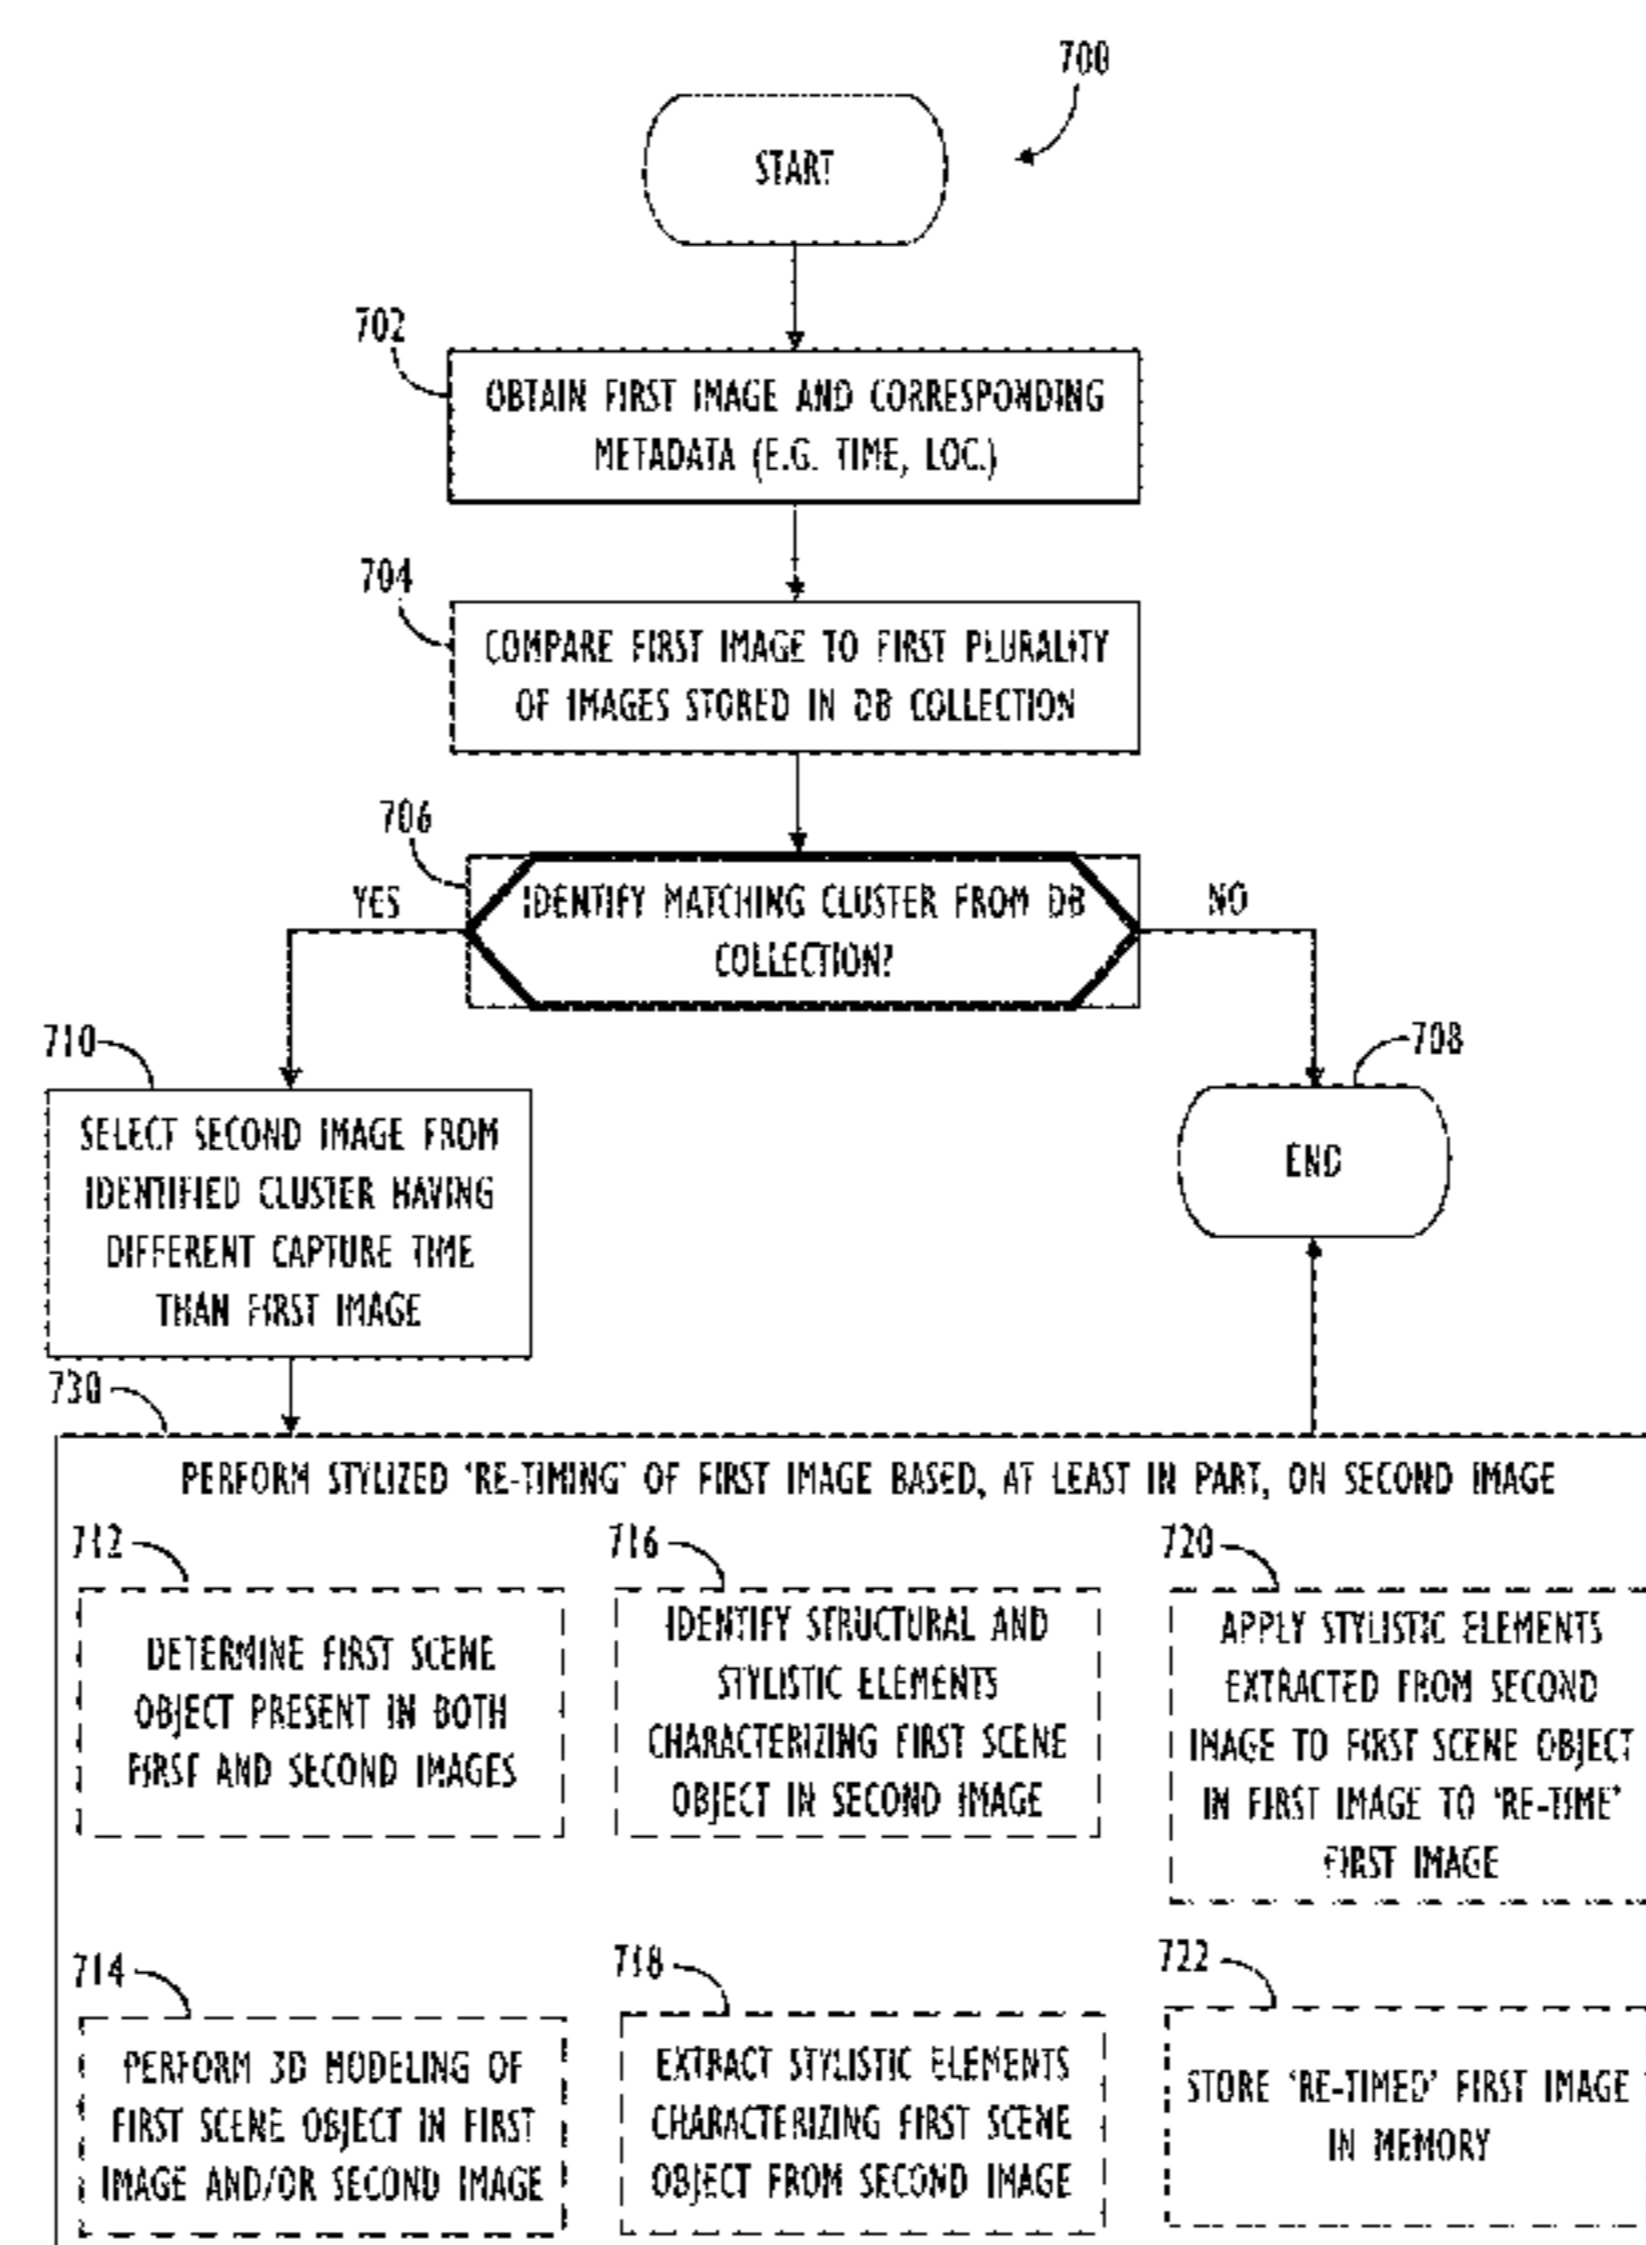 700
START
702
OBTAIN FIRST IMAGE AND CORRESPONDING
METADATA (E.G. TIME, LOC.)
704
COMPARE FIRST IMAGE TO FIRST PLURALITY
OF IMAGES STORED IN DB COLLECTION
706
YES
IDENTIFY MATCHING CLUSTER FROM DB
COLLECTION?
NO
710
708
SELECT SECOND IMAGE FROM
IDENTIFIED CLUSTER HAVING
DIFFERENT CAPTURE TIME
THAN FIRST IMAGE
END
730
PERFORM STYLIZED 'RE-TIMING' OF FIRST IMAGE BASED, AT LEAST IN PART, ON SECOND IMAGE
712
DETERMINE FIRST SCENE
OBJECT PRESENT IN BOTH
FIRST AND SECOND IMAGES
716
IDENTIFY STRUCTURAL AND
STYLISTIC ELEMENTS
CHARACTERIZING FIRST SCENE
OBJECT IN SECOND IMAGE
720
APPLY STYLISTIC ELEMENTS
EXTRACTED FROM SECOND
IMAGE TO FIRST SCENE OBJECT
IN FIRST IMAGE TO 'RE-TIME'
FIRST IMAGE
714
PERFORM 3D MODELING OF
FIRST SCENE OBJECT IN FIRST
IMAGE AND/OR SECOND IMAGE
718
EXTRACT STYLISTIC ELEMENTS
CHARACTERIZING FIRST SCENE
OBJECT FROM SECOND IMAGE
722
STORE 'RE-TIMED' FIRST IMAGE
IN MEMORY